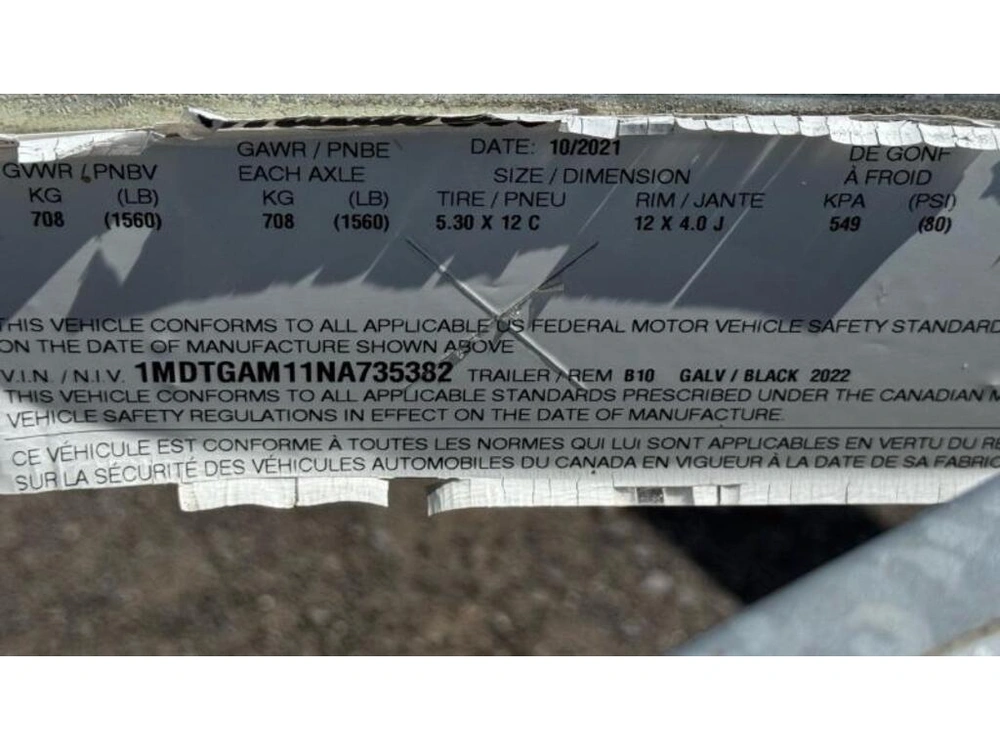 GAWR / PNBE DATE: 10/2021 DE GONF
GVWR / PNBV EACH AXLE SIZE / DIMENSION À FROID
KG (LB) KG (LB) TIRE / PNEU RIM / JANTE KPA (PSI)
708 (1560) 708 (1560) 5.30 X 12 C 12 X 4.0 J 549 (80)
THIS VEHICLE CONFORMS TO ALL APPLICABLE US FEDERAL MOTOR VEHICLE SAFETY STANDARD
ON THE DATE OF MANUFACTURE SHOWN ABOVE
V.I.N. / N.I.V. 1MDTGAM11NA735382 TRAILER / REM B10 GALV / BLACK 2022
THIS VEHICLE CONFORMS TO ALL APPLICABLE STANDARDS PRESCRIBED UNDER THE CANADIAN M
VEHICLE SAFETY REGULATIONS IN EFFECT ON THE DATE OF MANUFACTURE.
CE VÉHICULE EST CONFORME À TOUTES LES NORMES QUI LUI SONT APPLICABLES EN VERTU DU RE
SUR LA SÉCURITÉ DES VÉHICULES AUTOMOBILES DU CANADA EN VIGUEUR À LA DATE DE SA FABRIC